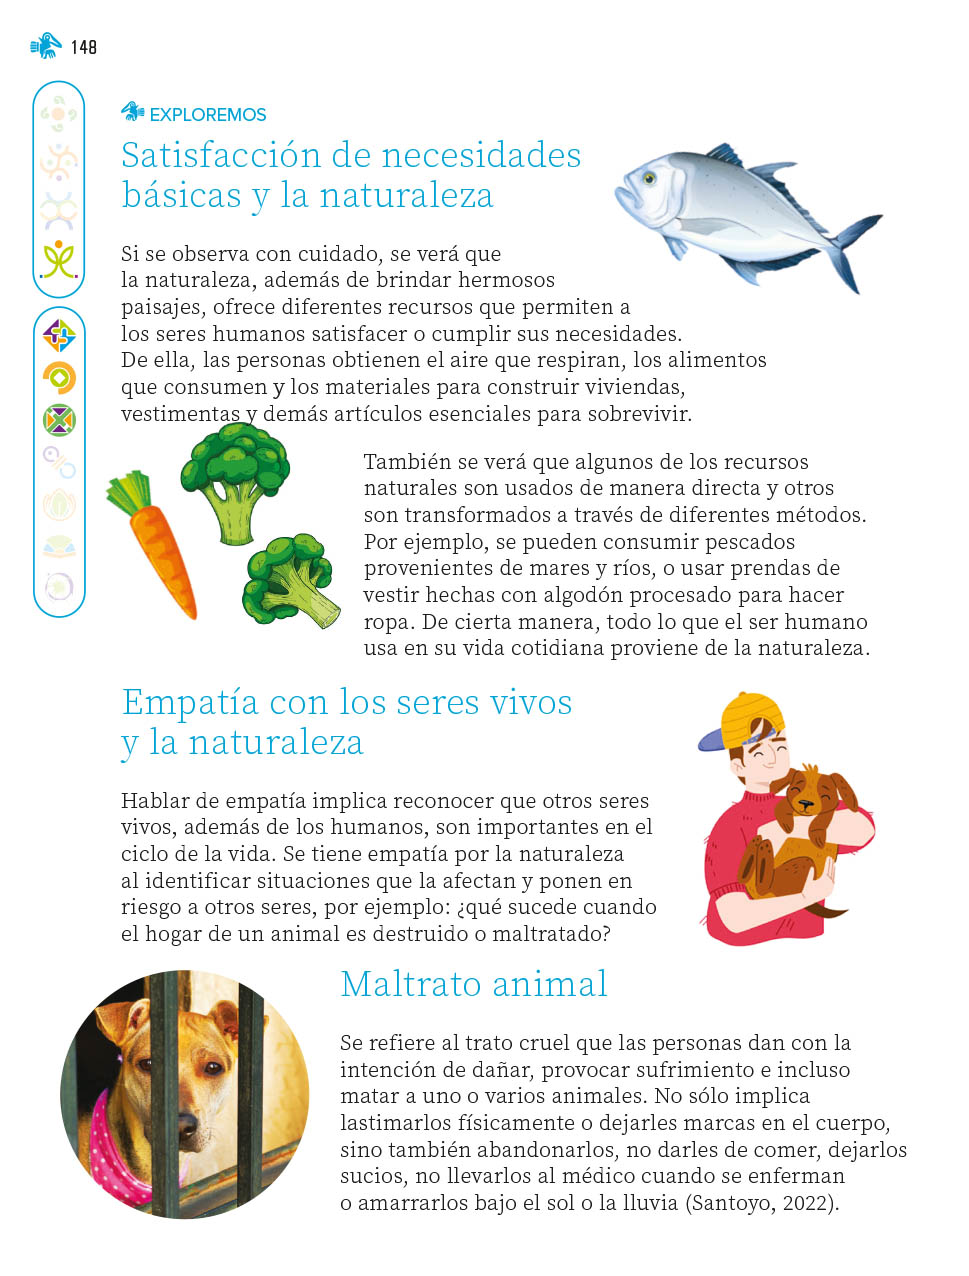 148
EXPLOREMOS
Satisfacción de necesidades
básicas y la naturaleza
Si se observa con cuidado, se verá que
la naturaleza, además de brindar hermosos
paisajes, ofrece diferentes recursos que permiten a
los seres humanos satisfacer o cumplir sus necesidades.
De ella, las personas obtienen el aire que respiran, los alimentos
que consumen y los materiales para construir viviendas,
vestimentas y demás artículos esenciales para sobrevivir.
También se verá que algunos de los recursos
naturales son usados de manera directa y otros
son transformados a través de diferentes métodos.
Por ejemplo, se pueden consumir pescados
provenientes de mares y ríos, o usar prendas de
vestir hechas con algodón procesado para hacer
ropa. De cierta manera, todo lo que el ser humano
usa en su vida cotidiana proviene de la naturaleza.
Empatía con los seres vivos
y la naturaleza
Hablar de empatía implica reconocer que otros seres
vivos, además de los humanos, son importantes en el
ciclo de la vida. Se tiene empatía por la naturaleza
al identificar situaciones que la afectan y ponen en
riesgo a otros seres, por ejemplo: ¿qué sucede cuando
el hogar de un animal es destruido o maltratado?
Maltrato animal
Se refiere al trato cruel que las personas dan con la
intención de dañar, provocar sufrimiento e incluso
matar a uno o varios animales. No sólo implica
lastimarlos físicamente o dejarles marcas en el cuerpo,
sino también abandonarlos, no darles de comer, dejarlos
sucios, no llevarlos al médico cuando se enferman
o amarrarlos bajo el sol o la lluvia (Santoyo, 2022).